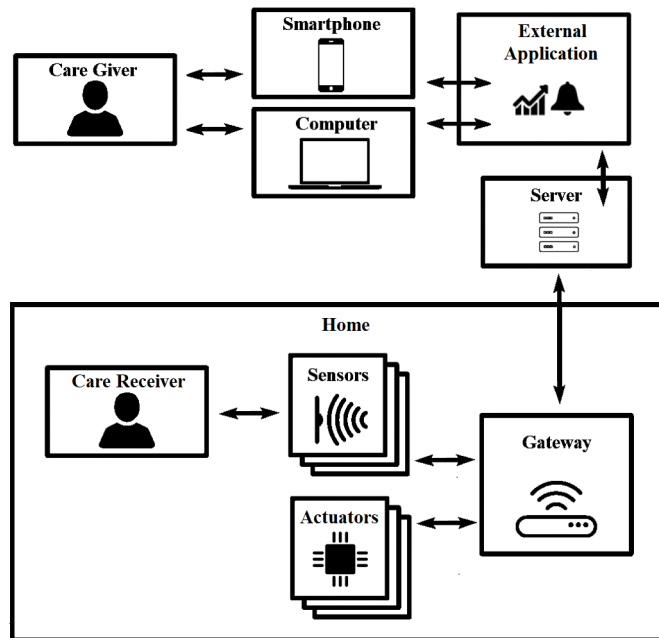 Smartphone
External
Application
Care Giver
Computer
Server
Home
Care Receiver
Sensors
Gateway
Actuators